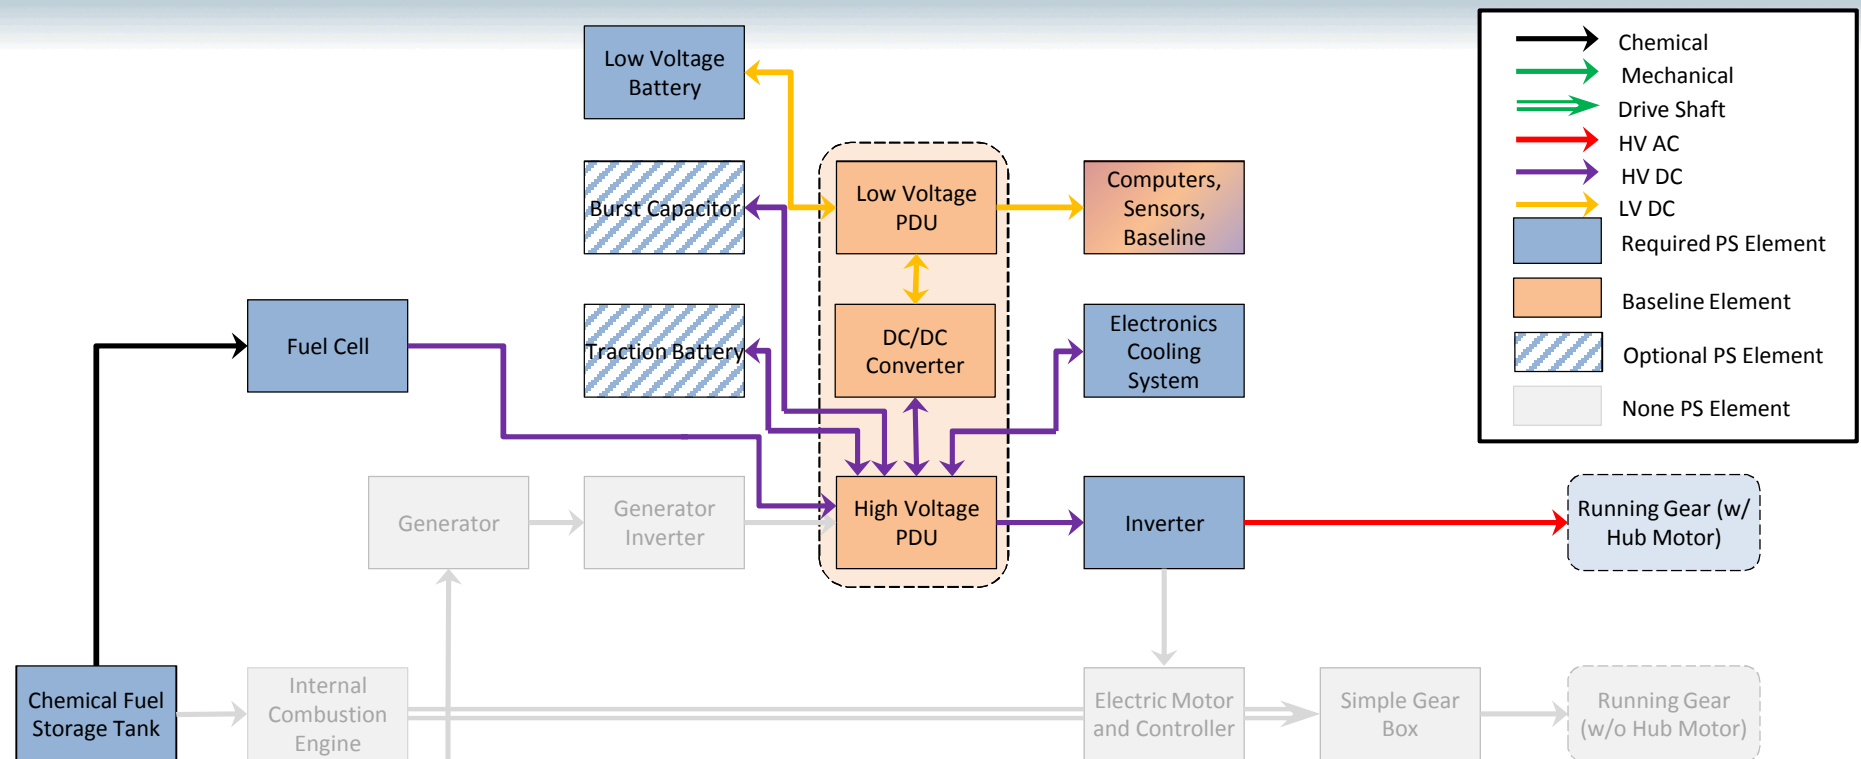 Low Voltage
Battery
Burst Capacitor
Low Voltage
PDU
Computers,
Sensors,
Baseline
Fuel Cell
Traction Battery
DC/DC
Converter
Electronics
Cooling
System
Generator
Generator
Inverter
High Voltage
PDU
Inverter
Running Gear (w/
Hub Motor)
Chemical Fuel
Storage Tank
Internal
Combustion
Engine
Electric Motor
and Controller
Simple Gear
Box
Running Gear
(w/o Hub Motor)
Chemical
Mechanical
Drive Shaft
HV AC
HV DC
LV DC
Required PS Element
Baseline Element
Optional PS Element
None PS Element